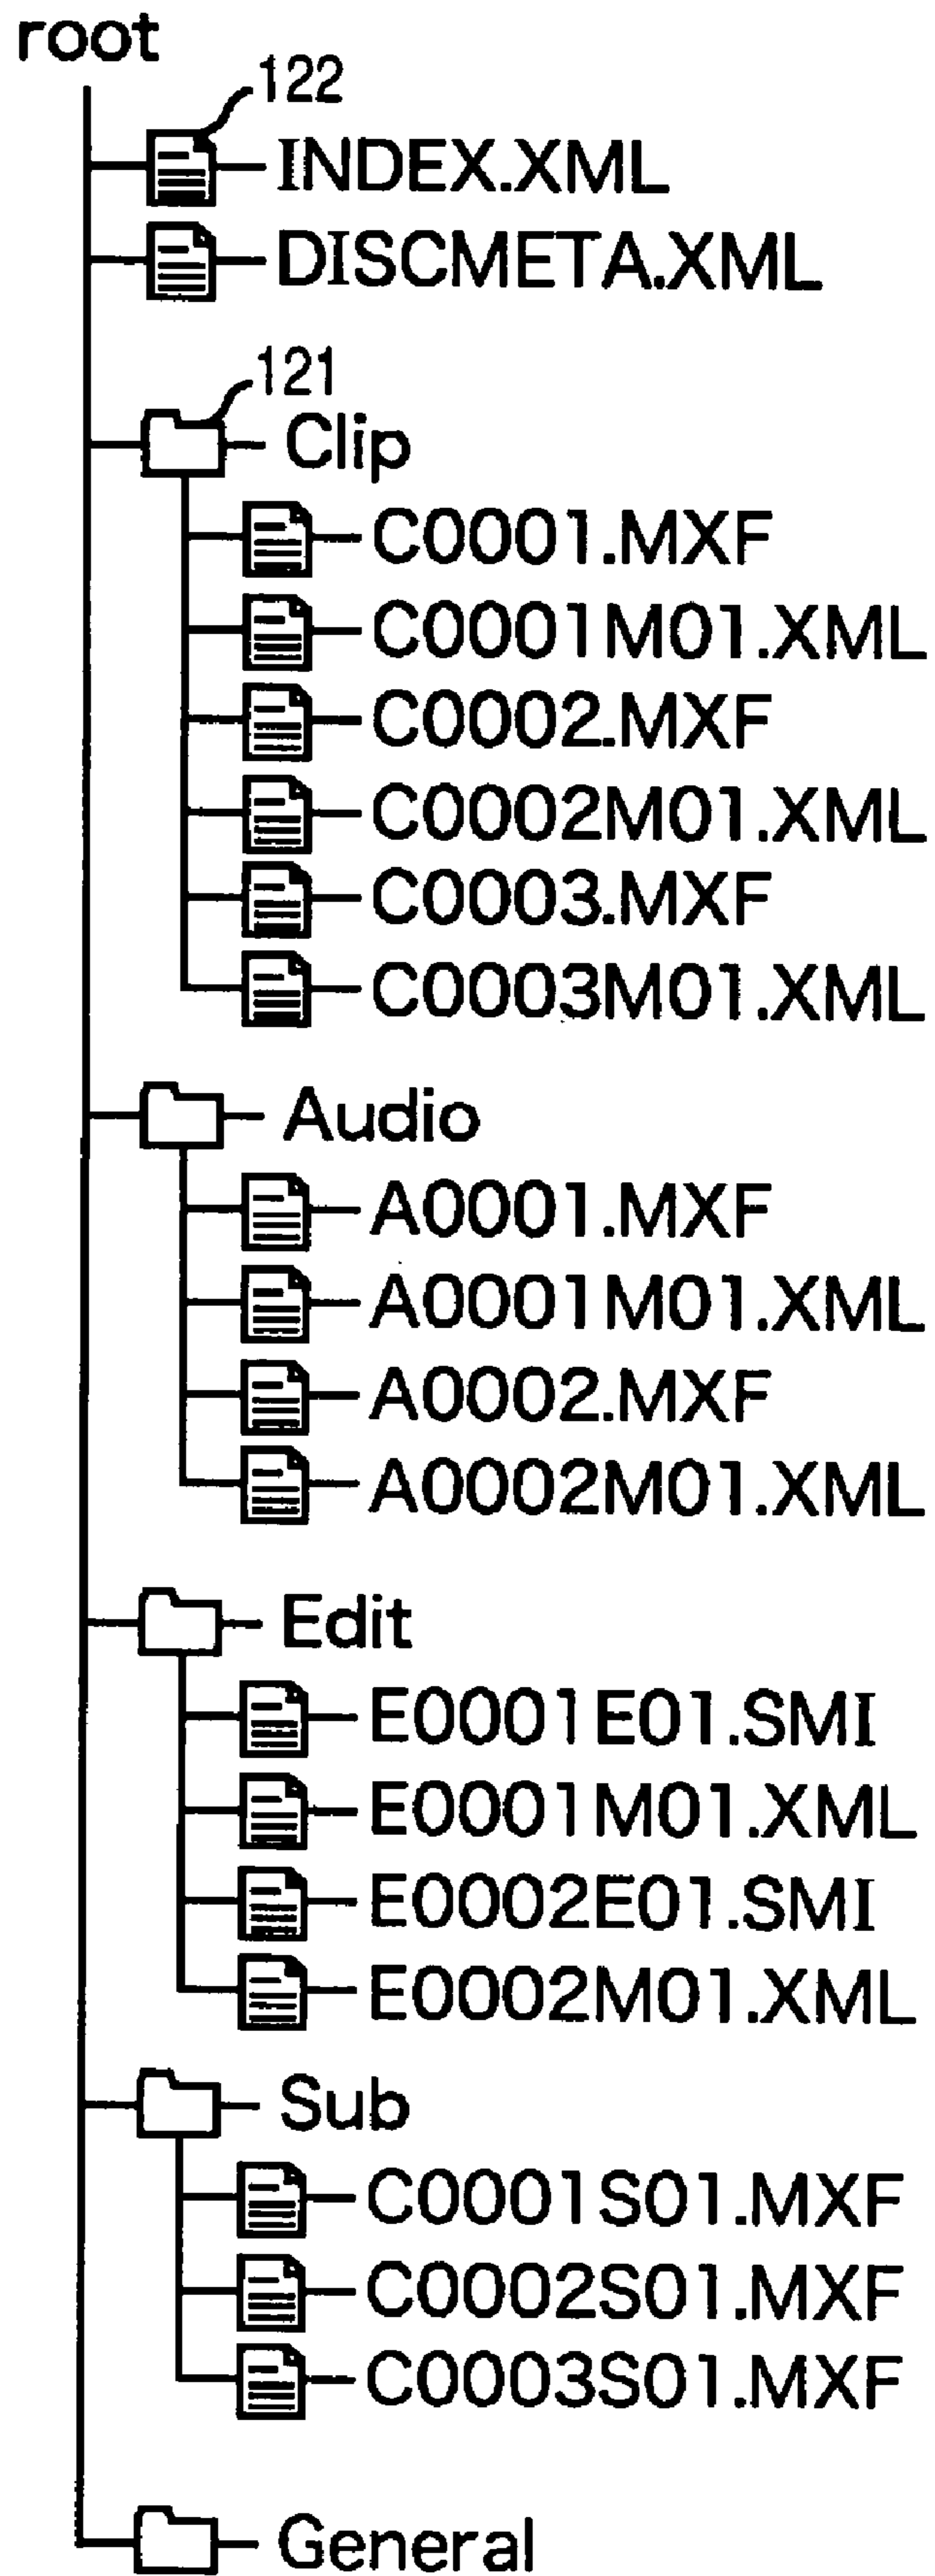 root
122
INDEX.XML
DISCMETA.XML
121
Clip
C0001.MXF
C0001M01.XML
C0002.MXF
C0002M01.XML
C0003.MXF
C0003M01.XML
Audio
A0001.MXF
A0001M01.XML
A0002.MXF
A0002M01.XML
Edit
E0001E01.SMI
E0001M01.XML
E0002E01.SMI
E0002M01.XML
Sub
C0001S01.MXF
C0002S01.MXF
C0003S01.MXF
General